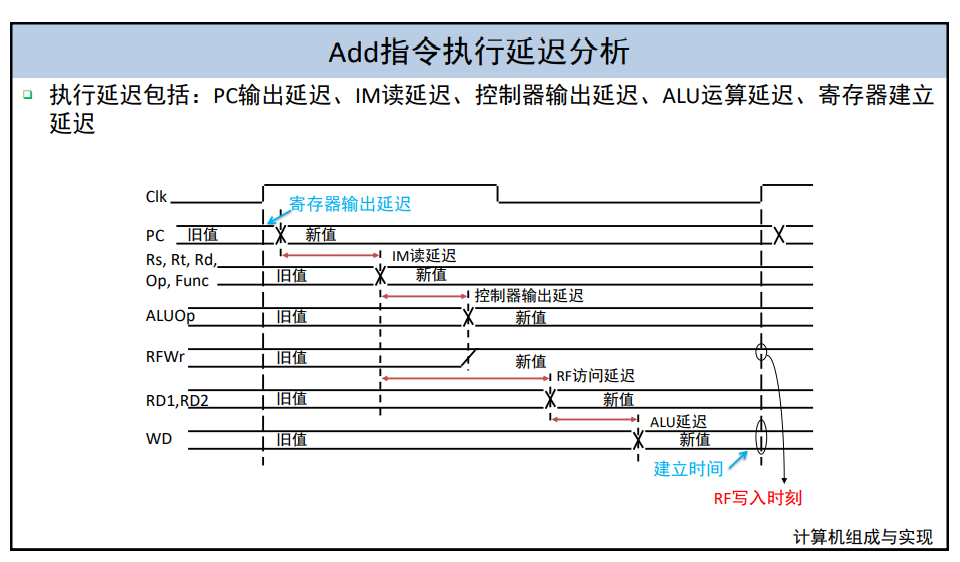 Add指令执行延迟分析
执行延迟包括：PC输出延迟、IM读延迟、控制器输出延迟、ALU运算延迟、寄存器建立
延迟
Clk
寄存器输出延迟
PC 旧值 新值
IM读延迟
Rs, Rt, Rd,
Op, Func 旧值 新值
控制器输出延迟
ALUOp 旧值 新值
RFWr 旧值 新值
RF访问延迟
RD1,RD2 旧值 新值
ALU延迟
WD 旧值 新值
建立时间
RF写入时刻
计算机组成与实现